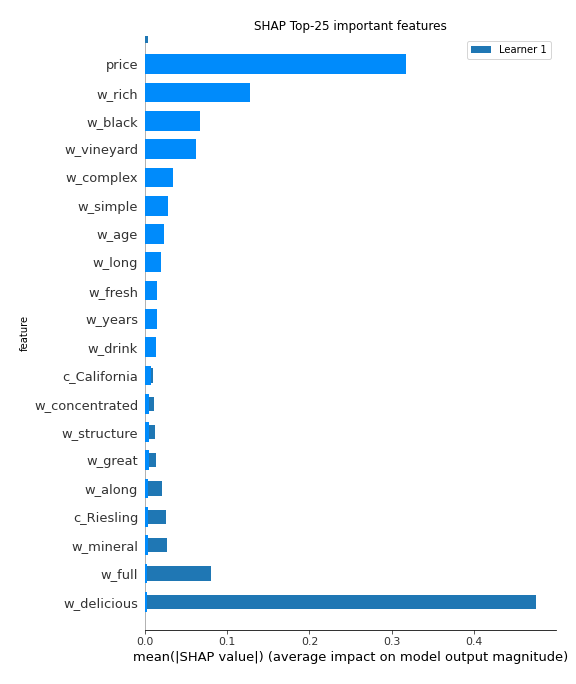 SHAP Top-25 important features
Learner 1
price
w_rich
w_black
w_vineyard
w_complex
w_simple
w_age
w_long
w_fresh
w_years
w_drink
c_California
w_concentrated
w_structure
w_great
w_along
c_Riesling
w_mineral
w_full
w_delicious
feature
0.0 0.1 0.2 0.3 0.4
mean(|SHAP value|) (average impact on model output magnitude)